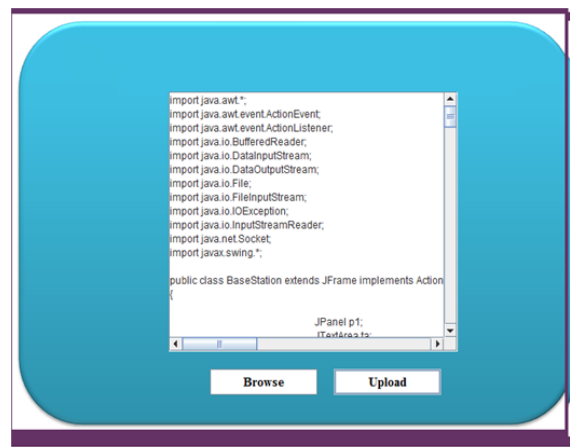 import java.awt.*;
import java.awt.event.ActionEvent;
import java.awt.event.ActionListener;
import java.io.BufferedReader;
import java.io.DataInputStream;
import java.io.DataOutputStream;
import java.io.File;
import java.io.FileInputStream;
import java.io.IOException;
import java.io.InputStreamReader;
import java.net.Socket;
import javax.swing.*;
public class BaseStation extends JFrame implements Action
{
JPanel p1;
JTextArea ta;
Browse Upload